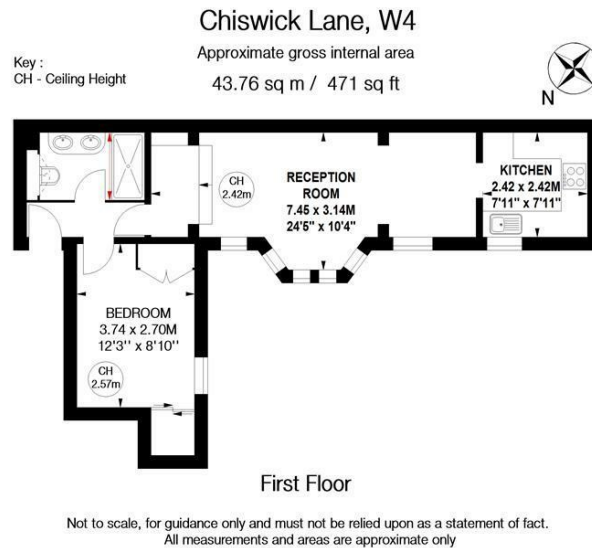 Chiswick Lane, W4
Approximate gross internal area
43.76 sq m / 471 sq ft
Key :
CH - Ceiling Height
N
CH
2.42m
RECEPTION
ROOM
7.45 x 3.14M
24'5" x 10'4"
KITCHEN
2.42 x 2.42M
7'11" x 7'11"
BEDROOM
3.74 x 2.70M
12'3'' x 8'10''
CH
2.57m
First Floor
Not to scale, for guidance only and must not be relied upon as a statement of fact.
All measurements and areas are approximate only